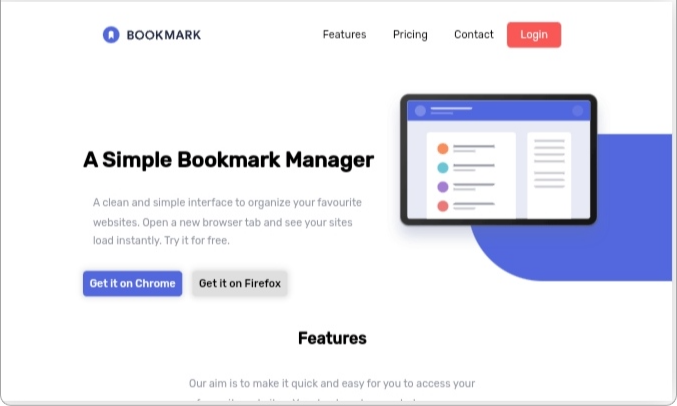 BOOKMARK
Features
Pricing
Contact
Login
A Simple Bookmark Manager
A clean and simple interface to organize your favourite
websites. Open a new browser tab and see your sites
load instantly. Try it for free.
Get it on Chrome
Get it on Firefox
Features
Our aim is to make it quick and easy for you to access your